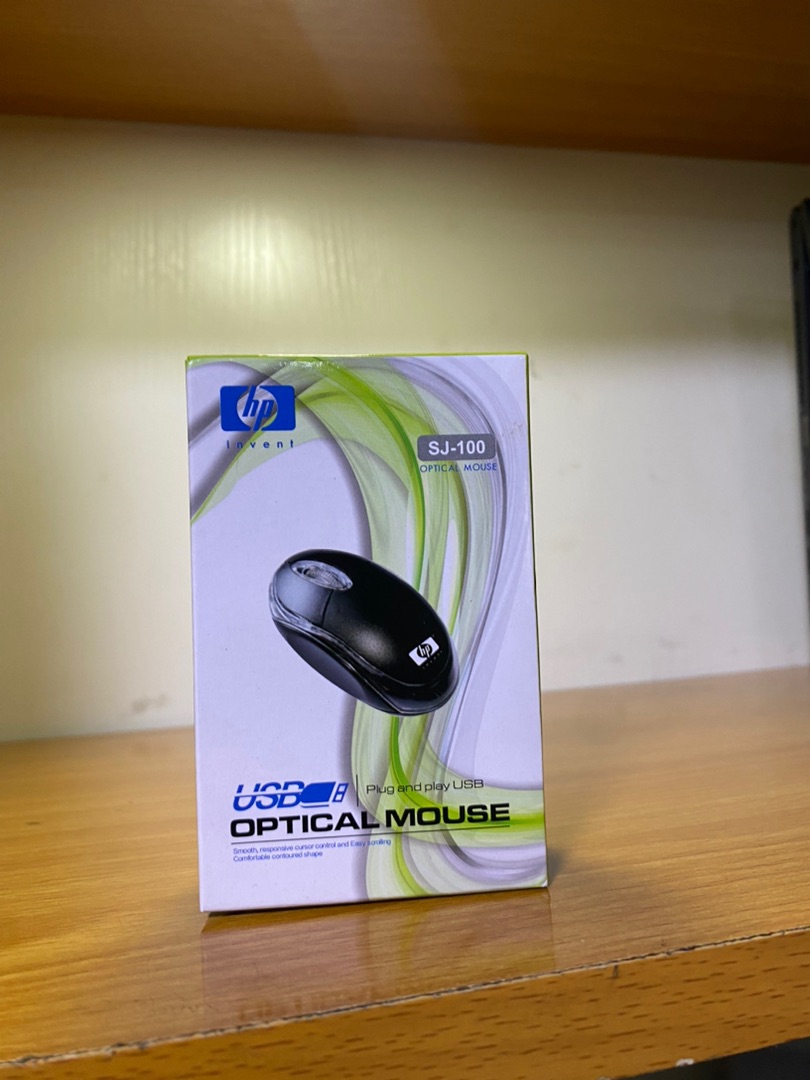 hp
invent
SJ-100
OPTICAL MOUSE
hp
USB
Plug and play USB
OPTICAL MOUSE
Smooth, responsive cursor control and Easy scrolling
Comfortable contoured shape